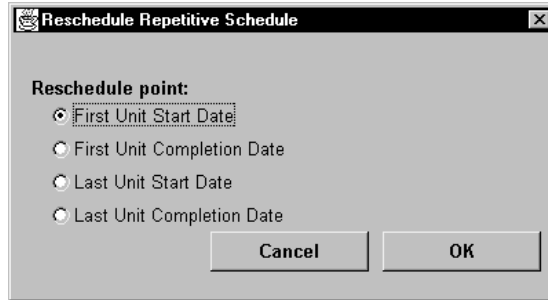 Reschedule Repetitive Schedule
Reschedule point:
First Unit Start Date
First Unit Completion Date
Last Unit Start Date
Last Unit Completion Date
Cancel OK